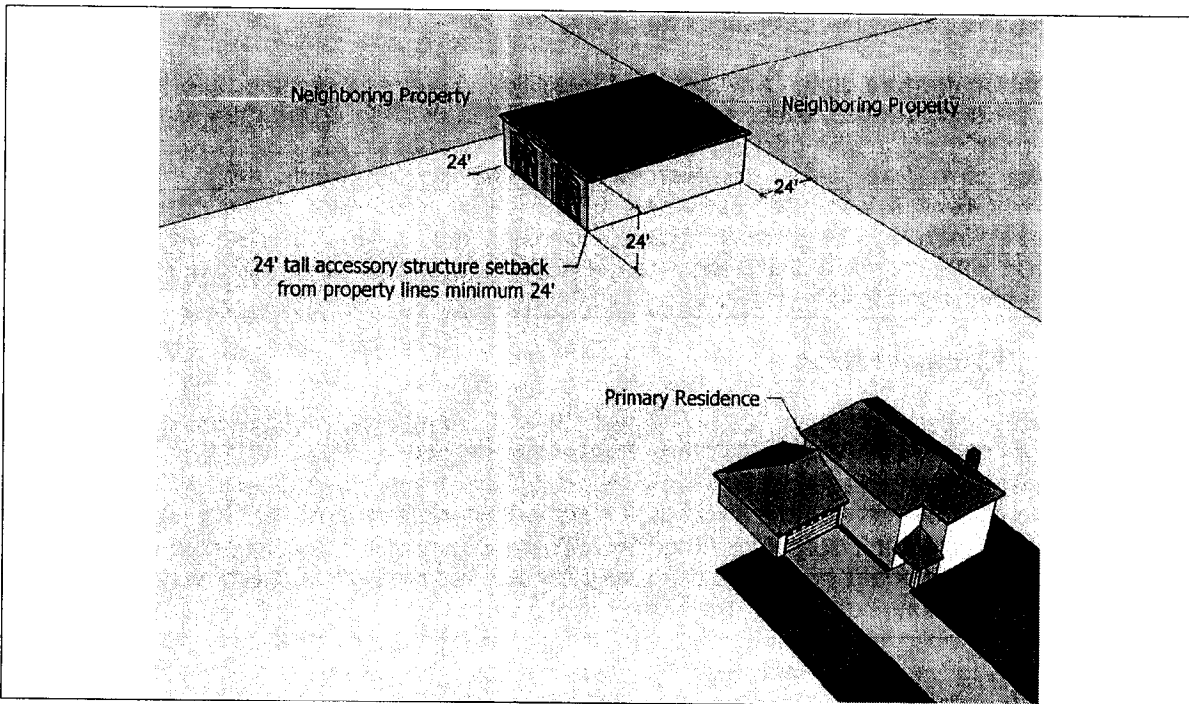 Neighboring Property
Neighboring Property
24'
24'
24'
24' tall accessory structure setback
from property lines minimum 24'
Primary Residence